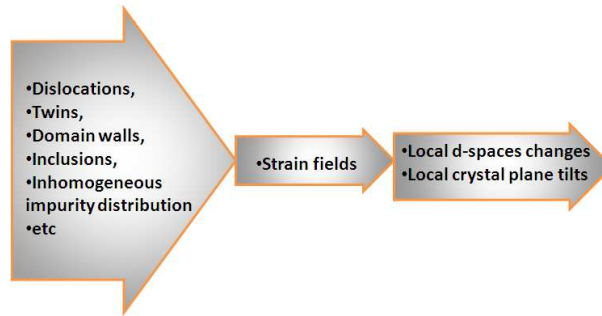 •Dislocations,
•Twins,
•Domain walls,
•Inclusions,
•Inhomogeneous
impurity distribution
•etc
•Strain fields
•Local d-spaces changes
•Local crystal plane tilts